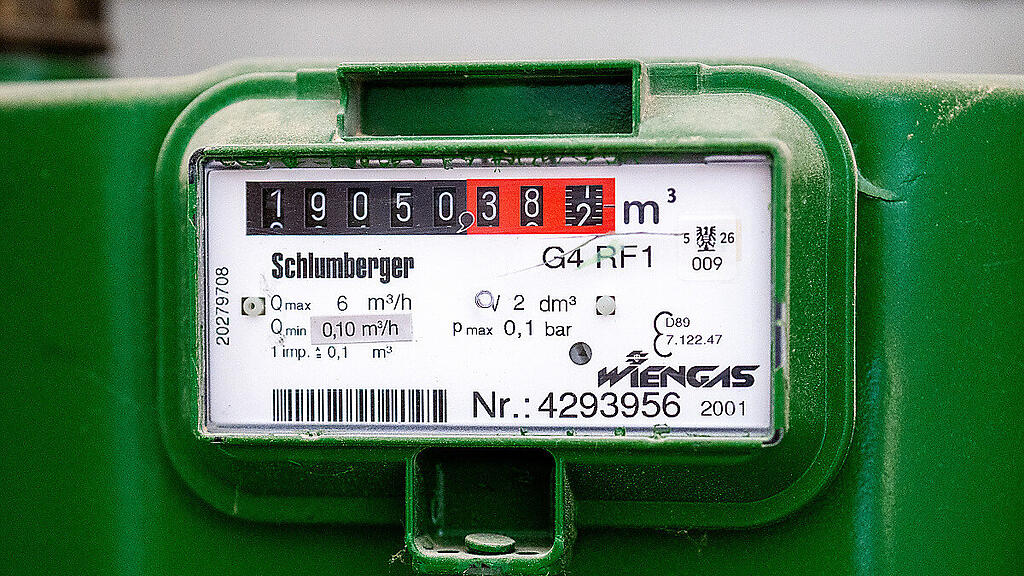 19050,382 m³
G4 RF1
5 26
009
Schlumberger
20279708
Qmax 6 m³/h
V 2 dm³
Qmin 0,10 m³/h
pmax 0,1 bar
1 imp. ≙ 0,1 m³
D89
7.122.47
WIENGAS
Nr.: 4293956 2001